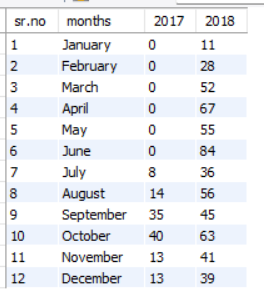 sr.no months 2017 2018
1 January 0 11
2 February 0 28
3 March 0 52
4 April 0 67
5 May 0 55
6 June 0 84
7 July 8 36
8 August 14 56
9 September 35 45
10 October 40 63
11 November 13 41
12 December 13 39